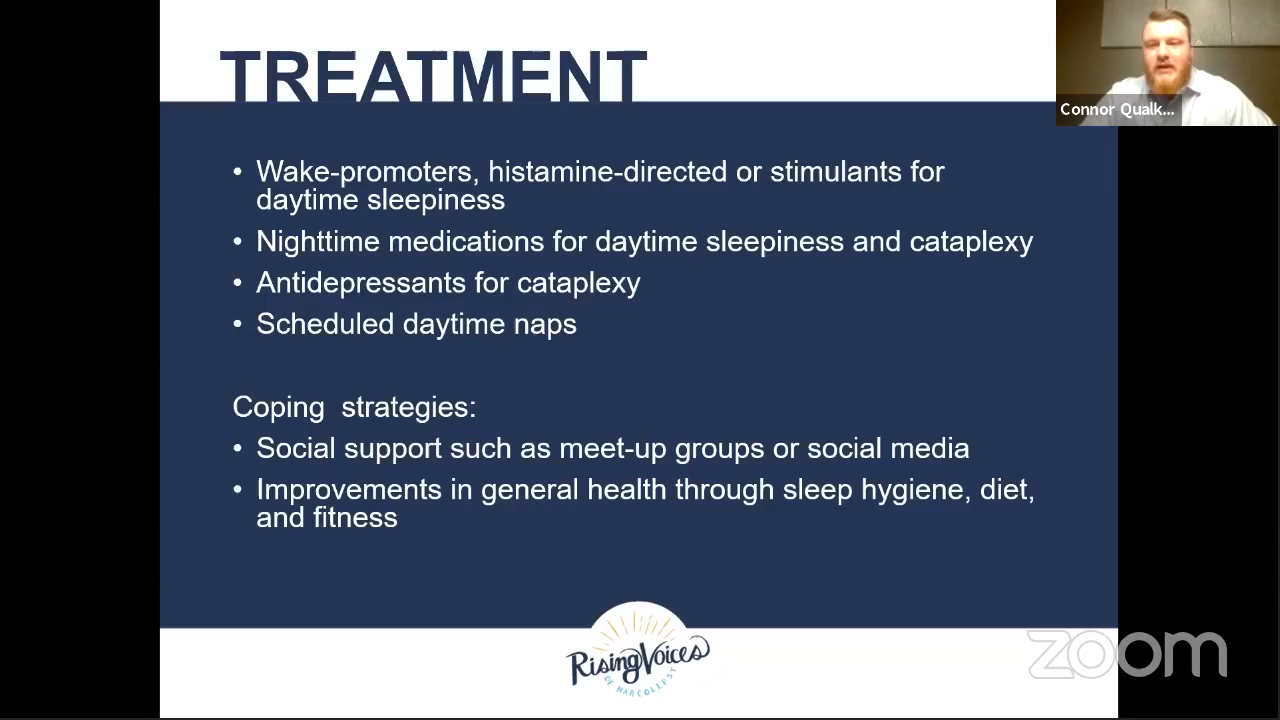 TREATMENT
Connor Qualk...
• Wake-promoters, histamine-directed or stimulants for
daytime sleepiness
• Nighttime medications for daytime sleepiness and cataplexy
• Antidepressants for cataplexy
• Scheduled daytime naps
Coping strategies:
• Social support such as meet-up groups or social media
• Improvements in general health through sleep hygiene, diet,
and fitness
Rising Voices
OF NARCOLEPSY
zoom